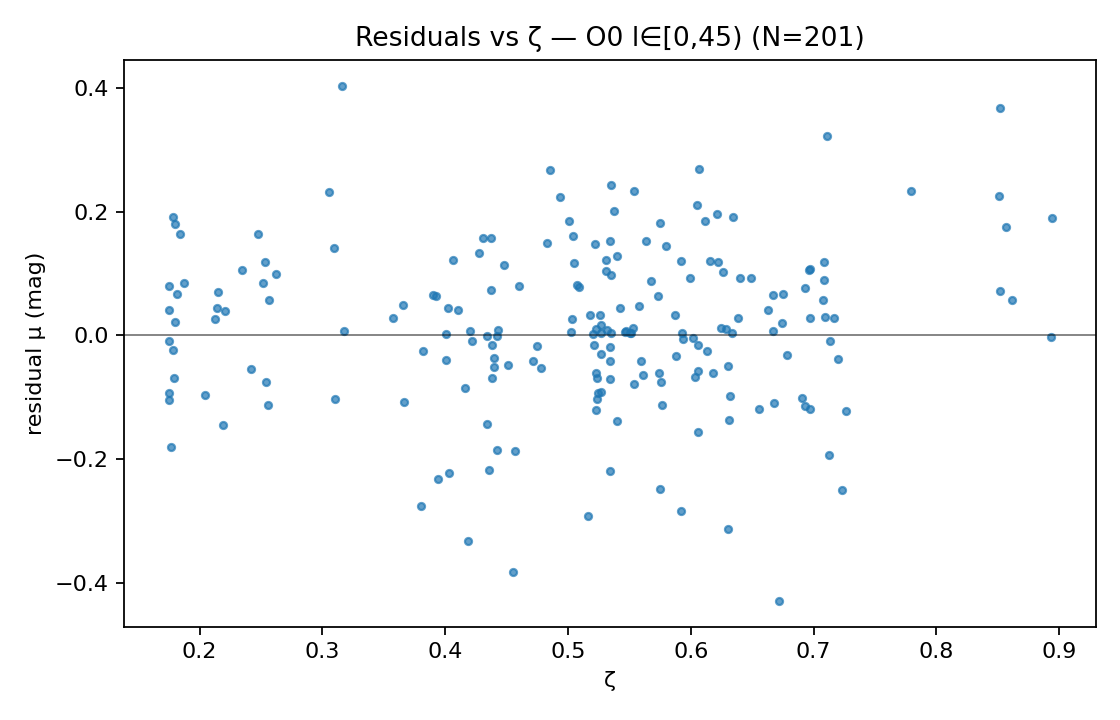 Residuals vs ζ — O0 l∈[0,45) (N=201)
residual μ (mag)
0.4
0.2
0.0
−0.2
−0.4
0.2 0.3 0.4 0.5 0.6 0.7 0.8 0.9
ζ